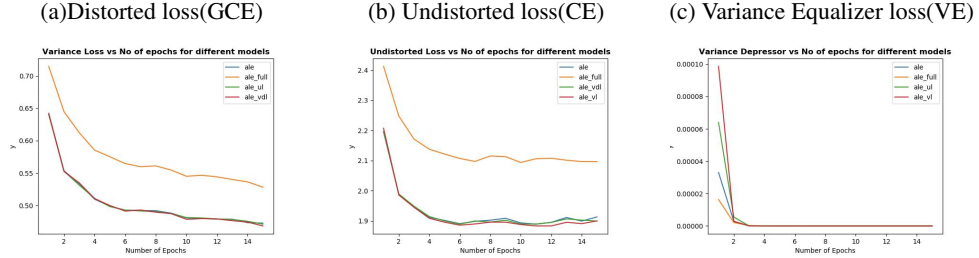 (a)Distorted loss(GCE)
(b) Undistorted loss(CE)
(c) Variance Equalizer loss(VE)
Variance Loss vs No of epochs for different models
0.70
0.65
0.60
0.55
0.50
y
2 4 6 8 10 12 14
Number of Epochs
ale
ale_full
ale_ul
ale_vdl
ale_vl
Undistorted Loss vs No of epochs for different models
2.4
2.3
2.2
2.1
2.0
1.9
y
2 4 6 8 10 12 14
Number of Epochs
ale
ale_full
ale_ul
ale_vdl
ale_vl
Variance Depressor vs No of epochs for different models
0.00010
0.00008
0.00006
0.00004
0.00002
0.00000
2 4 6 8 10 12 14
Number of Epochs
ale
ale_full
ale_ul
ale_vl